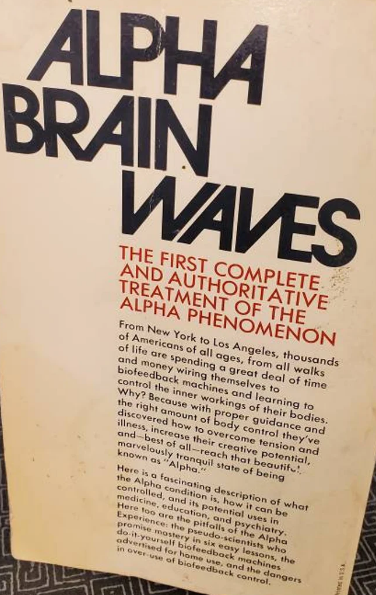 ALPHA
BRAIN
WAVES
THE FIRST COMPLETE
AND AUTHORITATIVE
TREATMENT OF THE
ALPHA PHENOMENON
From New York to Los Angeles, thousands
of Americans of all ages, from all walks
of life are spending a great deal of time
and money wiring themselves to
biofeedback machines and learning to
control the inner workings of their bodies.
Why? Because with proper guidance and
the right amount of body control they've
discovered how to overcome tension and
illness, increase their creative potential,
and—best of all—reach that beautiful,
marvelously tranquil state of being
known as "Alpha."
Here is a fascinating description of what
the Alpha condition is, how it can be
controlled, and its potential uses in
medicine, education, and psychiatry.
Here too are the pitfalls of the Alpha
Experience: the pseudo-scientists who
promise mastery in six easy lessons, the
do-it-yourself biofeedback machines
advertised for home use, and the dangers
in over-use of biofeedback control.
IN U.S.A.